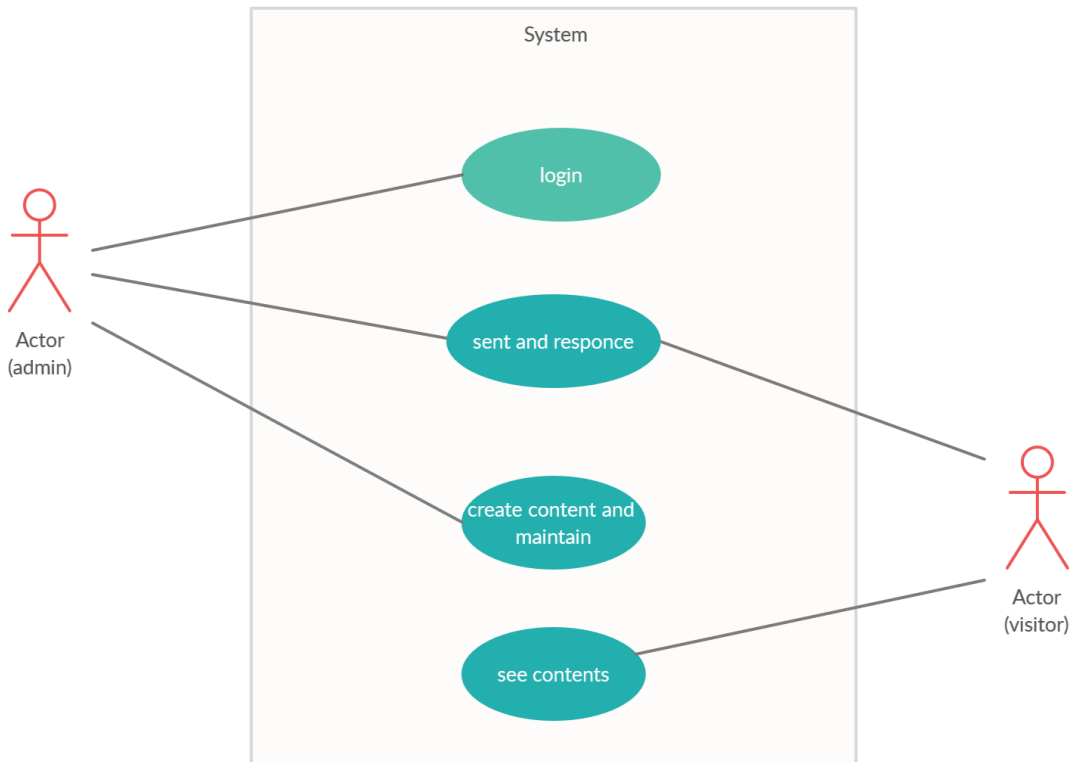 System
login
Actor
(admin)
sent and responce
create content and
maintain
Actor
(visitor)
see contents